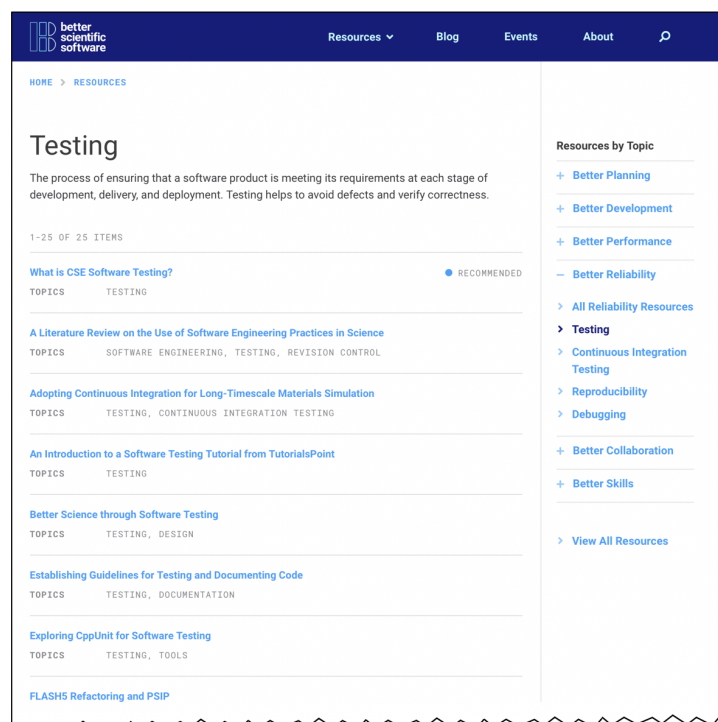 better
scientific
software
Resources Blog Events About
HOME > RESOURCES
Testing
The process of ensuring that a software product is meeting its requirements at each stage of
development, delivery, and deployment. Testing helps to avoid defects and verify correctness.
1-25 OF 25 ITEMS
What is CSE Software Testing? RECOMMENDED
TOPICS TESTING
A Literature Review on the Use of Software Engineering Practices in Science
TOPICS SOFTWARE ENGINEERING, TESTING, REVISION CONTROL
Adopting Continuous Integration for Long-Timescale Materials Simulation
TOPICS TESTING, CONTINUOUS INTEGRATION TESTING
An Introduction to a Software Testing Tutorial from TutorialsPoint
TOPICS TESTING
Better Science through Software Testing
TOPICS TESTING, DESIGN
Establishing Guidelines for Testing and Documenting Code
TOPICS TESTING, DOCUMENTATION
Exploring CppUnit for Software Testing
TOPICS TESTING, TOOLS
FLASH5 Refactoring and PSIP
Resources by Topic
+ Better Planning
+ Better Development
+ Better Performance
– Better Reliability
> All Reliability Resources
> Testing
> Continuous Integration
Testing
> Reproducibility
> Debugging
+ Better Collaboration
+ Better Skills
> View All Resources